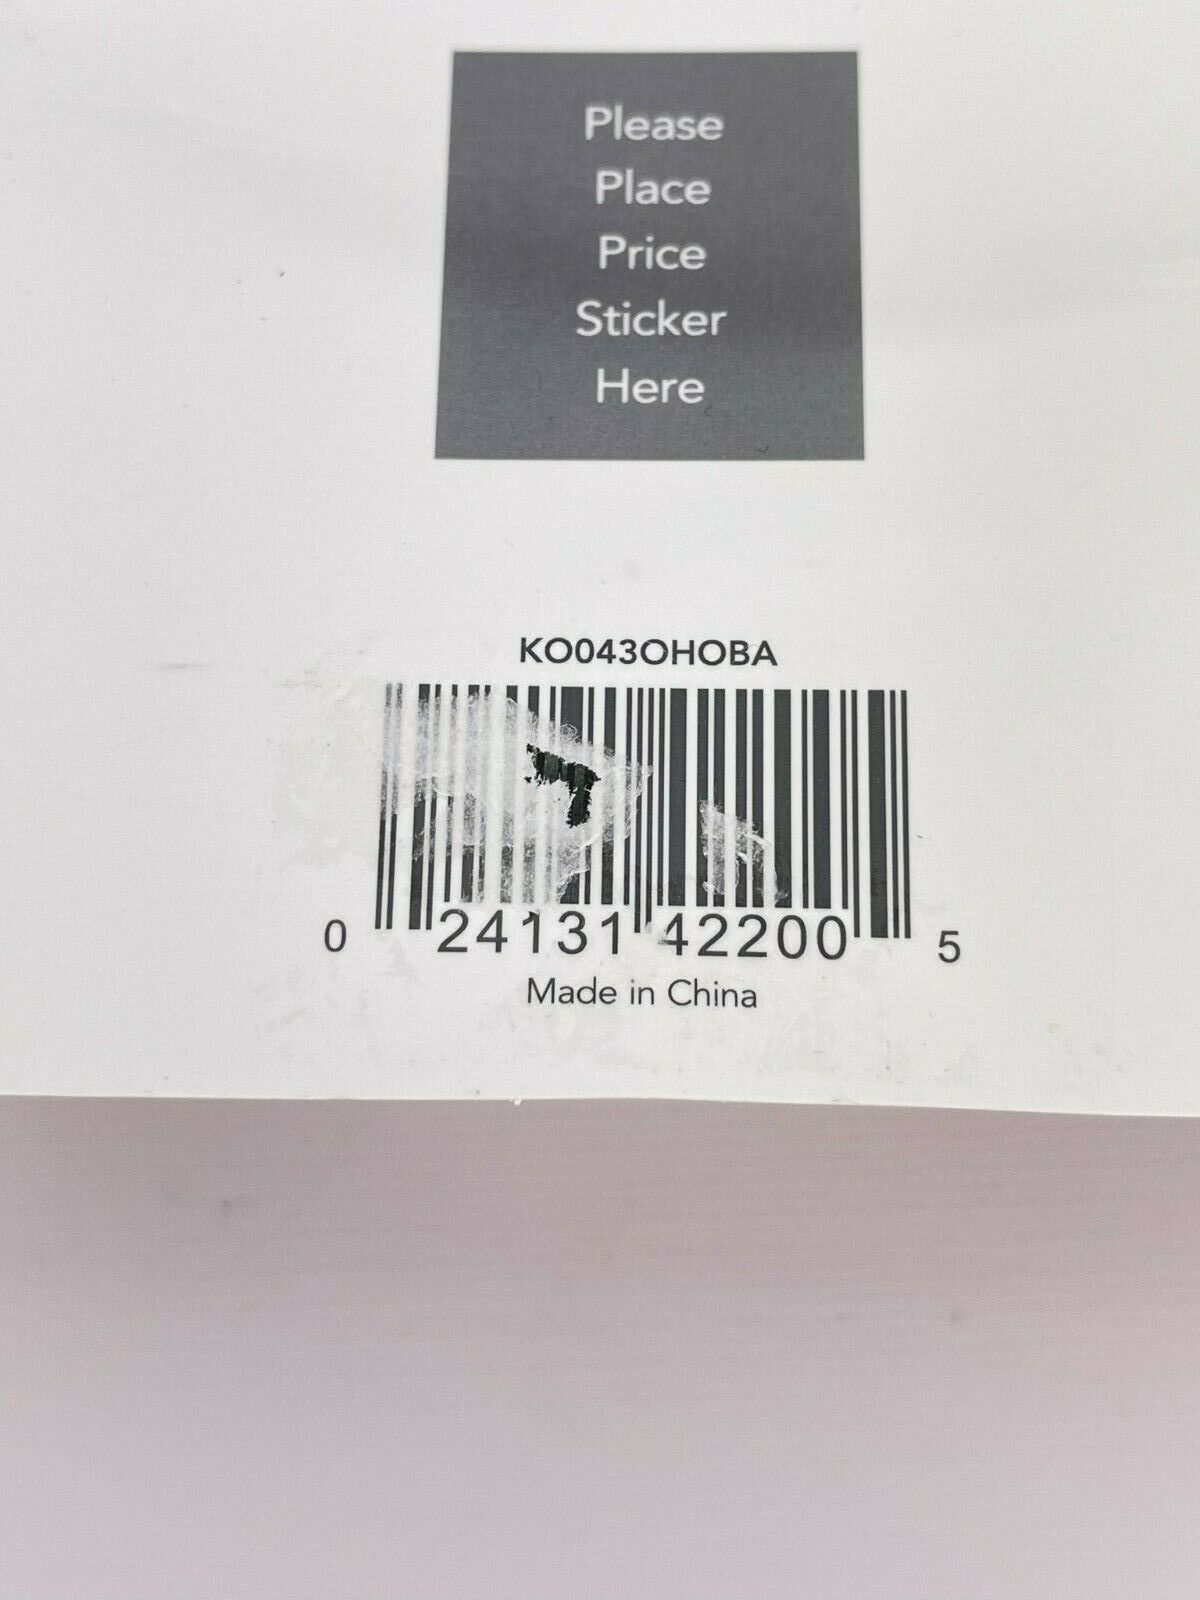 Please
Place
Price
Sticker
Here
KO043OHOBA
0 24131 42200 5
Made in China